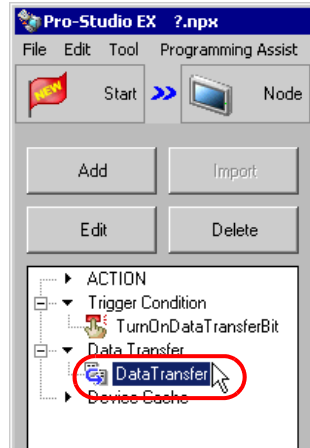 Pro-Studio EX ?.npx
File Edit Tool Programming Assist
NEW Start Node
Add Import
Edit Delete
ACTION
Trigger Condition
TurnOnDataTransferBit
Data Transfer
DataTransfer
Device Cache